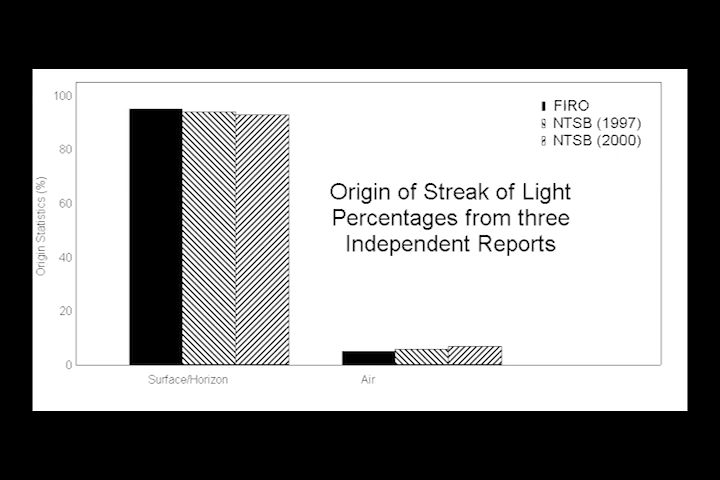 100
80
60
40
20
0
Origin Statistics (%)
FIRO
NTSB (1997)
NTSB (2000)
Origin of Streak of Light
Percentages from three
Independent Reports
Surface/Horizon
Air